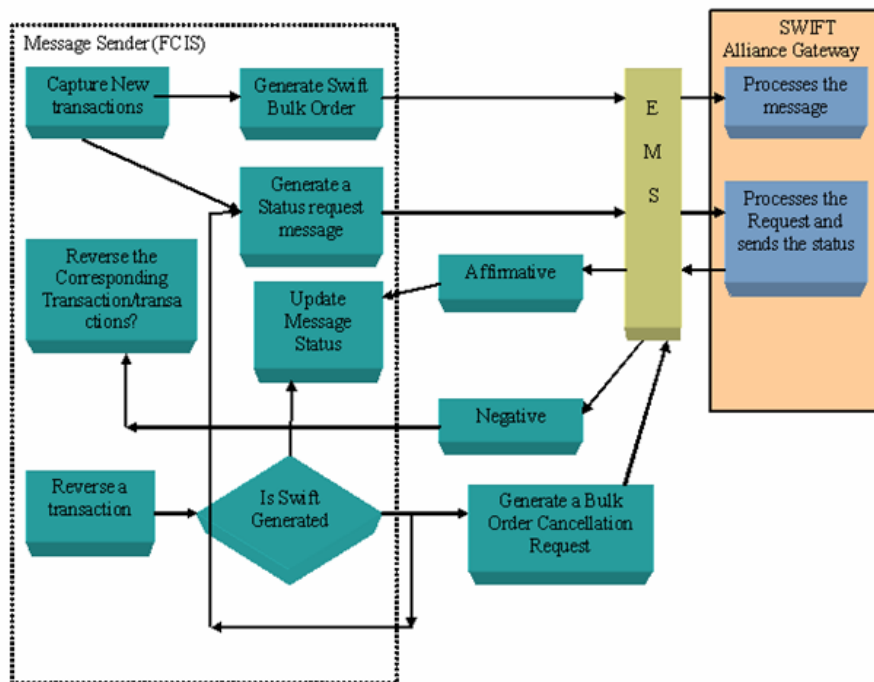 Message Sender (FCIS)
SWIFT
Alliance Gateway
Capture New
transactions
Generate Swift
Bulk Order
E
M
S
Processes the
message
Generate a
Status request
message
Processes the
Request and
sends the status
Reverse the
Corresponding
Transaction/transa
ctions?
Update
Message
Status
Affirmative
Negative
Reverse a
transaction
Is Swift
Generated
Generate a Bulk
Order Cancellation
Request